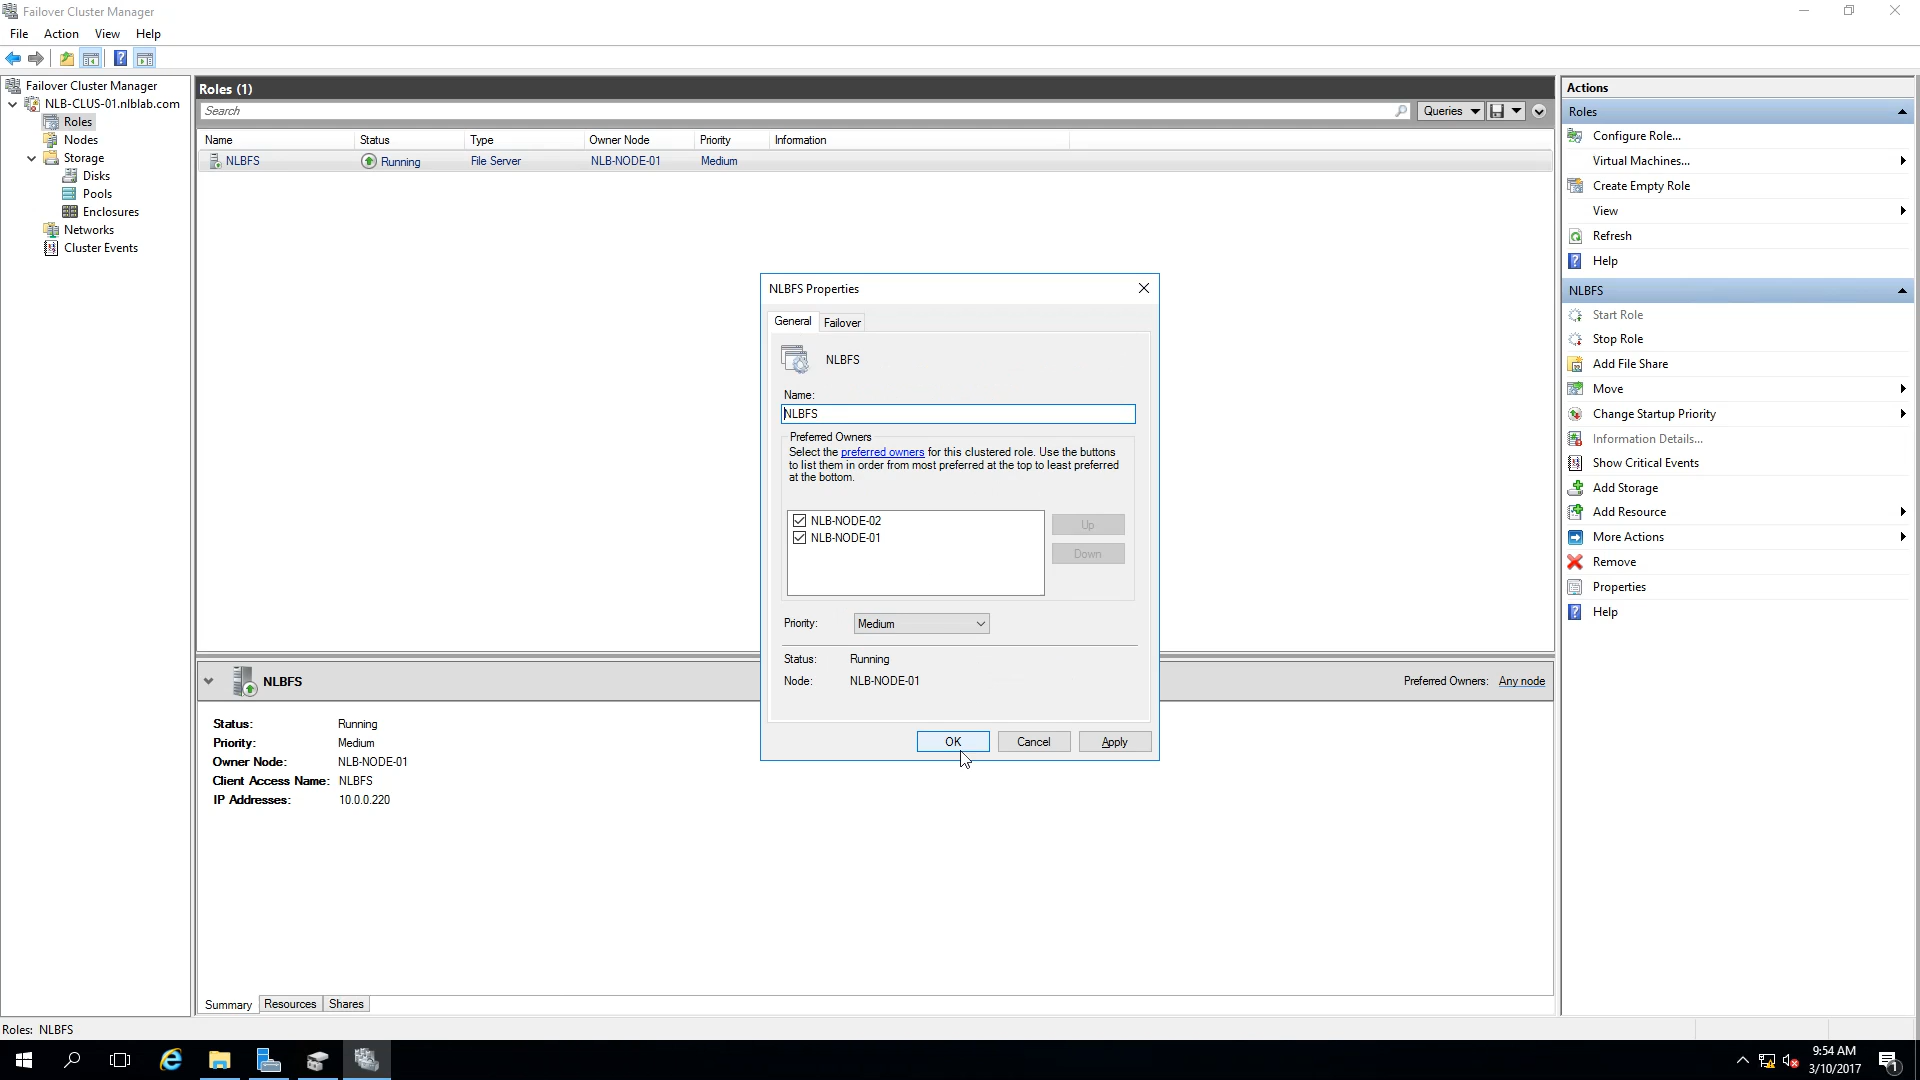 Failover Cluster Manager
File Action View Help
Failover Cluster Manager
NLB-CLUS-01.nlblab.com
Roles
Nodes
Storage
Disks
Pools
Enclosures
Networks
Cluster Events
Roles (1)
Search
Queries
Name Status Type Owner Node Priority Information
NLBFS Running File Server NLB-NODE-01 Medium
NLBFS Properties
General Failover
NLBFS
Name:
NLBFS
Preferred Owners
Select the preferred owners for this clustered role. Use the buttons
to list them in order from most preferred at the top to least preferred
at the bottom.
NLB-NODE-02
NLB-NODE-01
Up
Down
Priority: Medium
Status: Running
Node: NLB-NODE-01
OK Cancel Apply
NLBFS
Preferred Owners: Any node
Status: Running
Priority: Medium
Owner Node: NLB-NODE-01
Client Access Name: NLBFS
IP Addresses: 10.0.0.220
Summary Resources Shares
Actions
Roles
Configure Role...
Virtual Machines...
Create Empty Role
View
Refresh
Help
NLBFS
Start Role
Stop Role
Add File Share
Move
Change Startup Priority
Information Details...
Show Critical Events
Add Storage
Add Resource
More Actions
Remove
Properties
Help
Roles: NLBFS
9:54 AM
3/10/2017
1